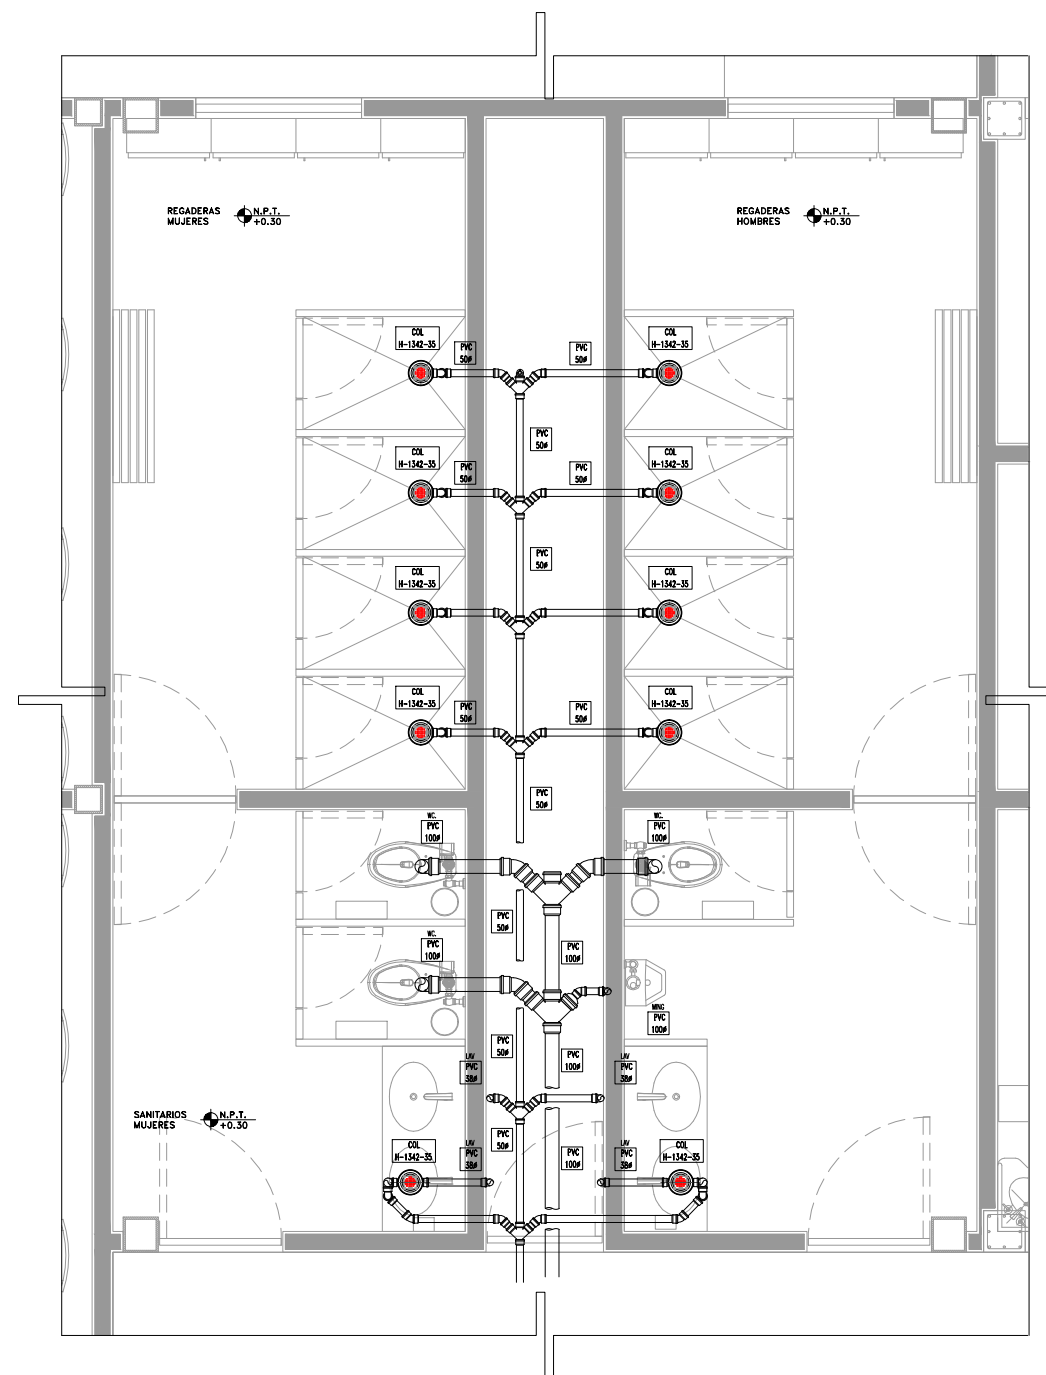 REGADERAS
MUJERES
N.P.T.
+0.30
REGADERAS
HOMBRES
N.P.T.
+0.30
COL
H-1342-35
PVC
50ø
PVC
50ø
COL
H-1342-35
PVC
50ø
COL
H-1342-35
PVC
50ø
PVC
50ø
COL
H-1342-35
PVC
50ø
COL
H-1342-35
COL
H-1342-35
COL
H-1342-35
PVC
50ø
PVC
50ø
COL
H-1342-35
PVC
50ø
WC.
PVC
100ø
WC.
PVC
100ø
PVC
50ø
WC.
PVC
100ø
PVC
100ø
MING
PVC
100ø
PVC
50ø
PVC
100ø
LAV
PVC
38ø
LAV
PVC
38ø
SANITARIOS
MUJERES
N.P.T.
+0.30
COL
H-1342-35
LAV
PVC
38ø
PVC
50ø
PVC
100ø
LAV
PVC
38ø
COL
H-1342-35